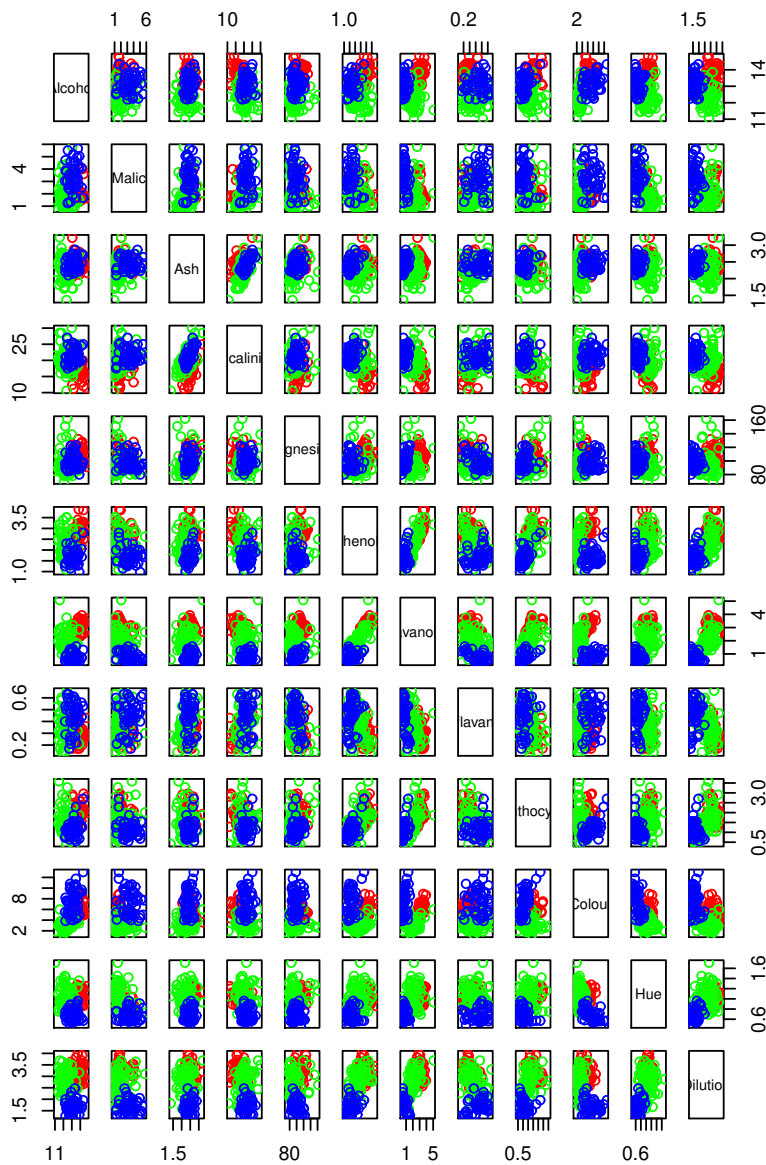 1 6 10 1.0 0.2 2 1.5
Alcoho 11 14
1 4 Malic
Ash 1.5 3.0
10 25 calini
gnesi 80 160
1.0 3.5 heno
vano 1 4
0.2 0.6 lavan
thocy 0.5 3.0
2 8 Colou
Hue 0.6 1.6
1.5 3.5 Dilutio
11 1.5 80 1 5 0.5 0.6